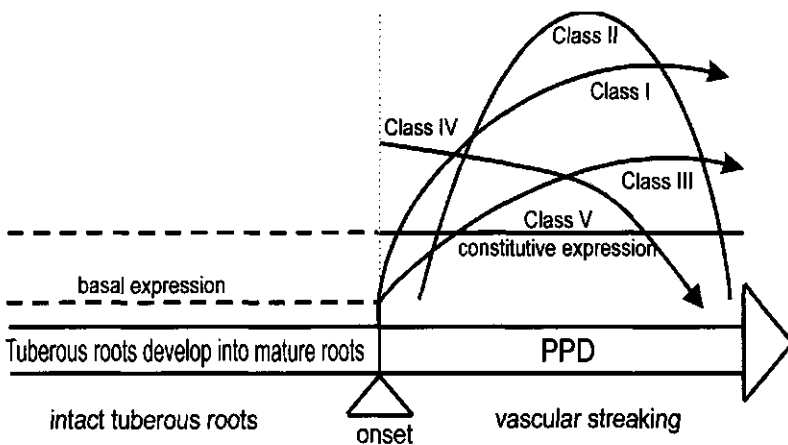 Class II
Class I
Class IV
Class III
Class V
constitutive expression
basal expression
Tuberous roots develop into mature roots
PPD
intact tuberous roots
onset
vascular streaking